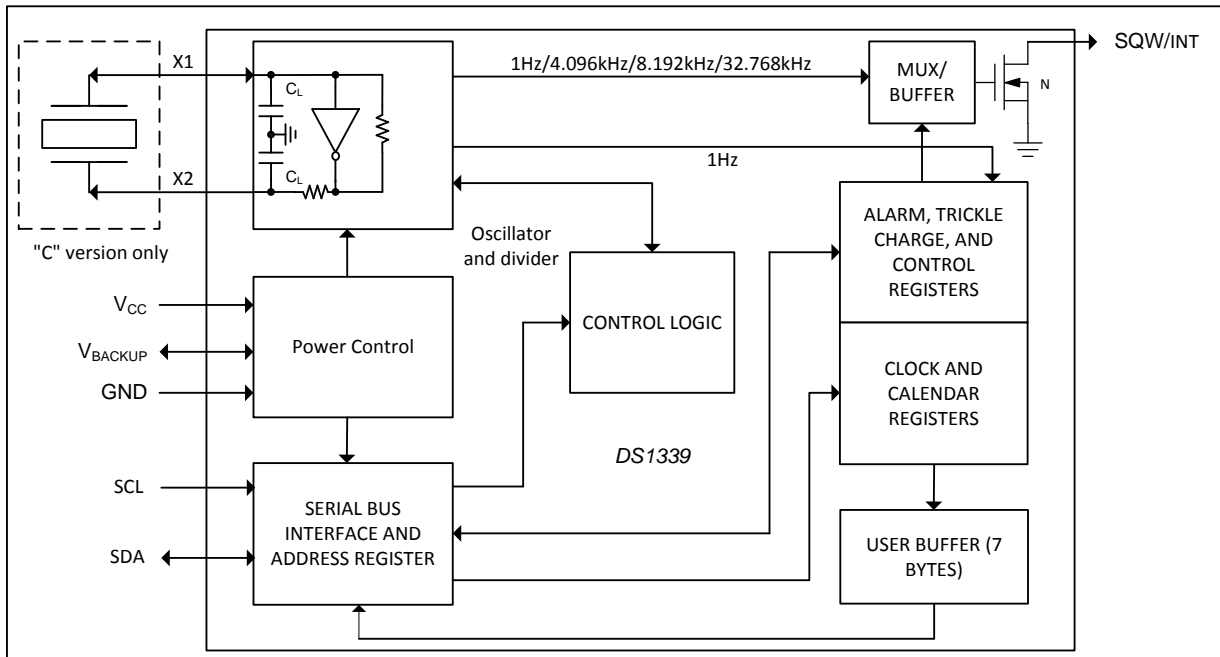 X1
X2
"C" version only
CL
CL
1Hz/4.096kHz/8.192kHz/32.768kHz
MUX/
BUFFER
N
SQW/INT
1Hz
Oscillator
and divider
ALARM, TRICKLE
CHARGE, AND
CONTROL
REGISTERS
VCC
VBACKUP
GND
Power Control
CONTROL LOGIC
CLOCK AND
CALENDAR
REGISTERS
DS1339
SCL
SDA
SERIAL BUS
INTERFACE AND
ADDRESS REGISTER
USER BUFFER (7
BYTES)